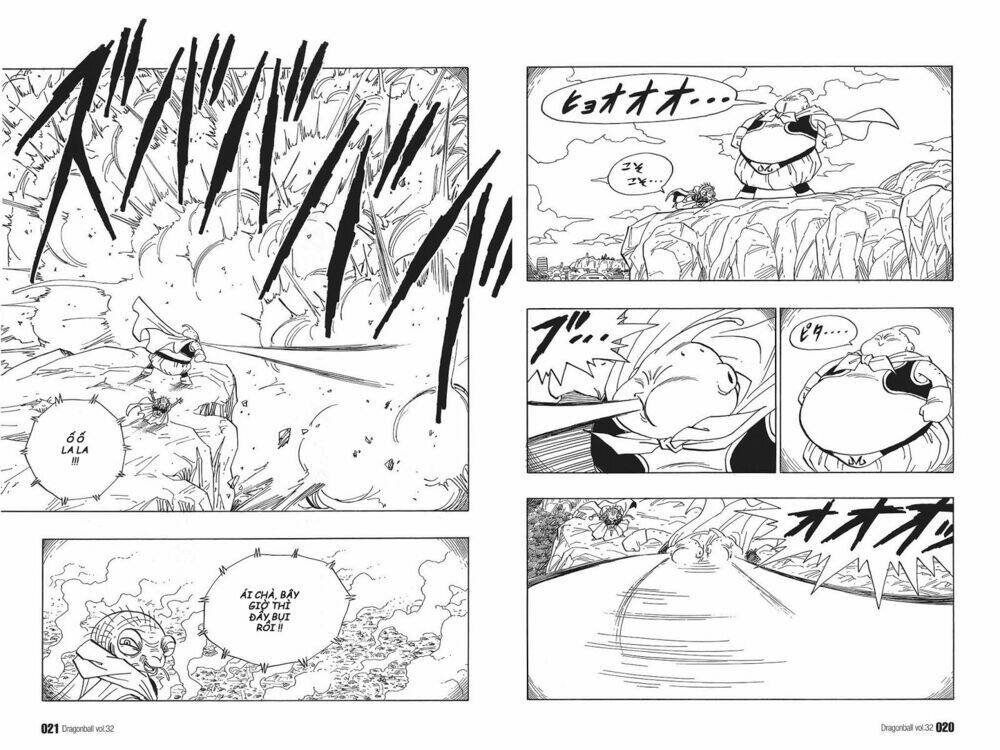 ヒョオオオ...
こそ
こそ...
ピタ....
ブ...
オオオオッ
020
Dragonball vol.32
ズババババババ
Ố Ố
LA LA
!!!
ÁI CHÀ, BÂY
GIỜ THÌ
ĐẦY BỤI
RỒI !!
021
Dragonball vol.32